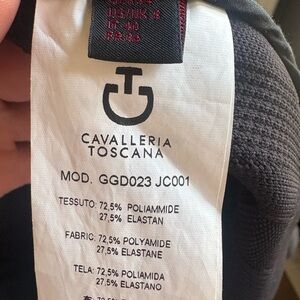 CAVALLERIA
TOSCANA
MOD. GGD023 JC001
TESSUTO: 72,5% POLIAMMIDE
27,5% ELASTAN
FABRIC: 72,5% POLYAMIDE
27,5% ELASTANE
TELA: 72,5% POLIAMIDA
27,5% ELASTANO